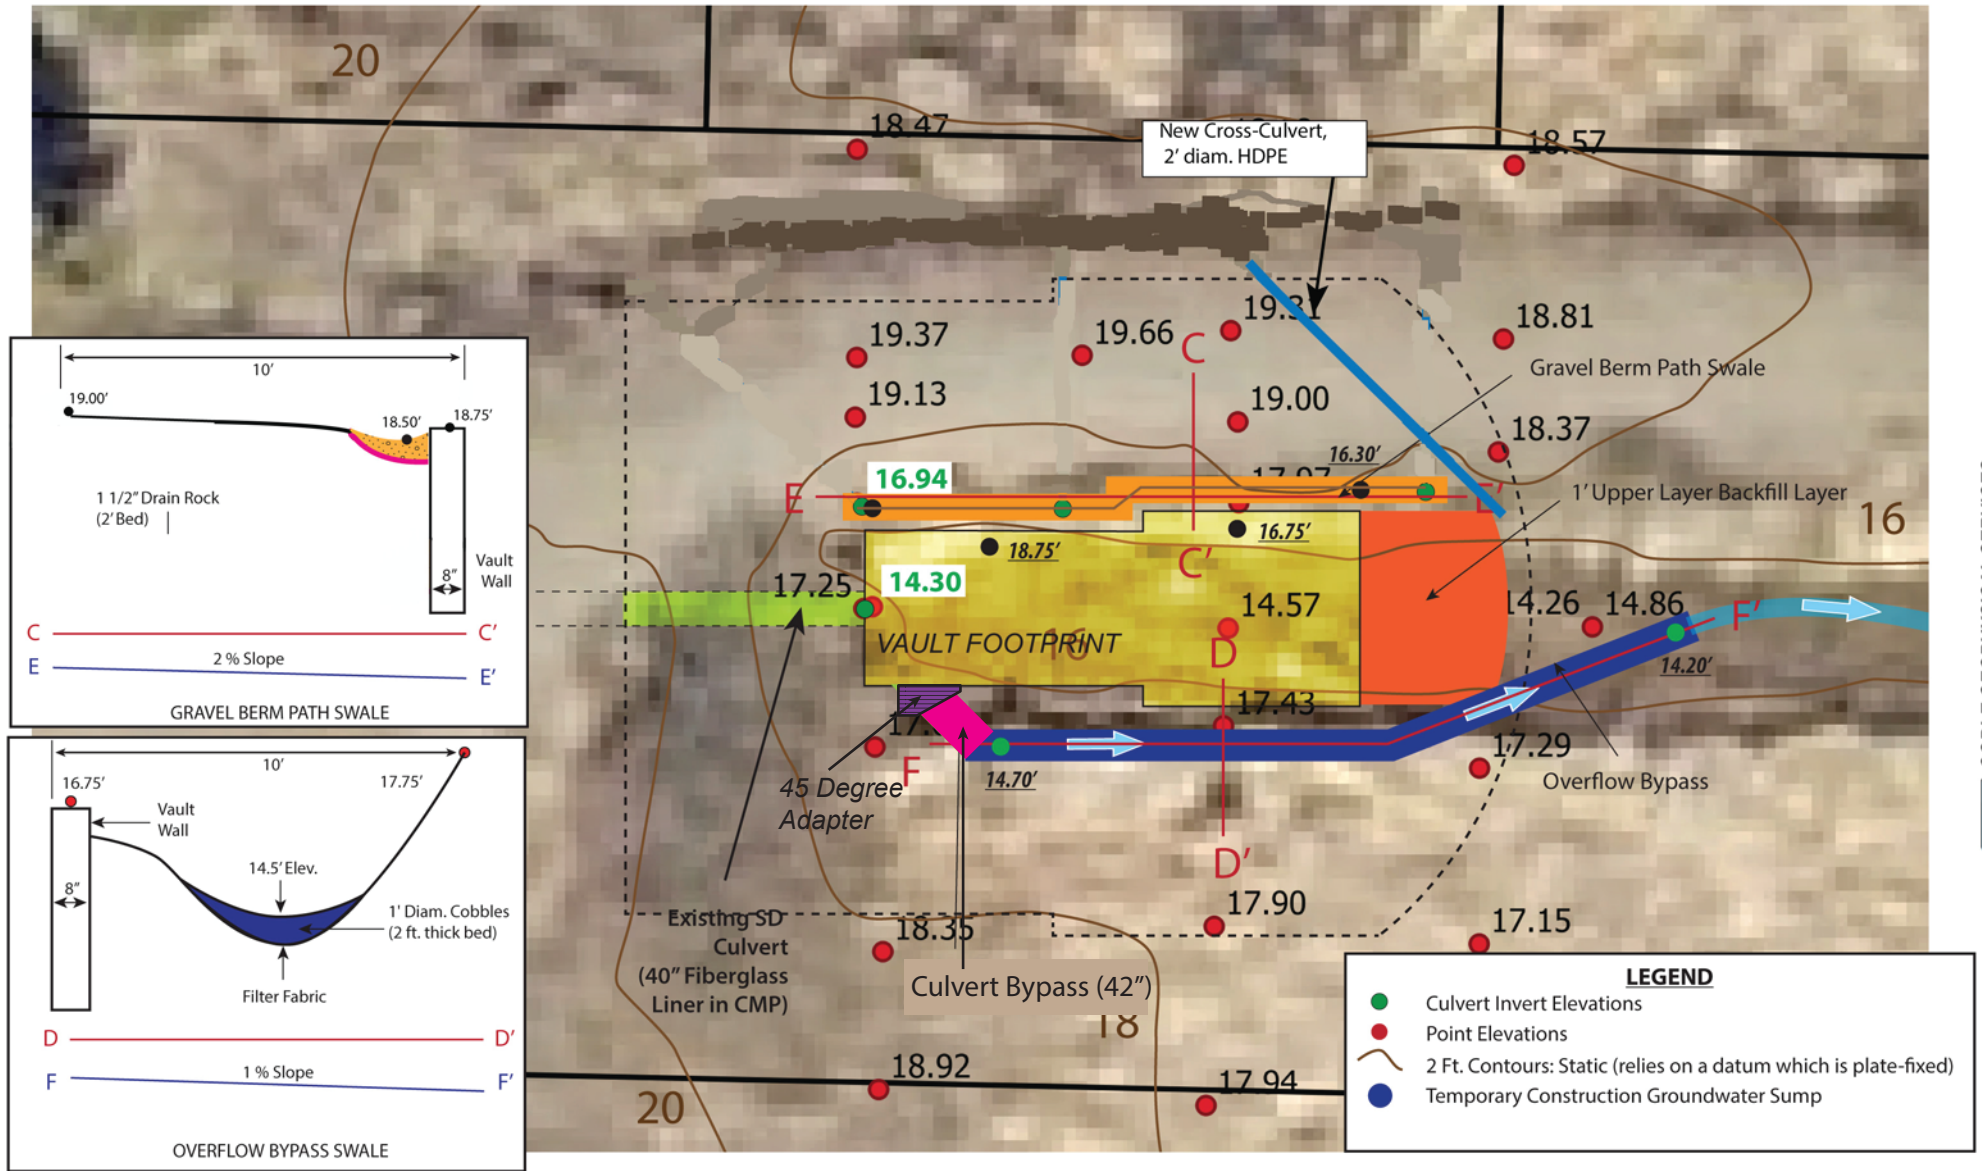 20
18.47
New Cross-Culvert,
2' diam. HDPE
18.57
19.37
19.66
19.31
18.81
C
Gravel Berm Path Swale
19.13
19.00
18.37
16.30'
16.94
E
E'
1' Upper Layer Backfill Layer
16
18.75'
16.75'
C'
17.25
14.30
14.57
14.26
14.86
F'
VAULT FOOTPRINT
16
D
14.20'
17.43
F
14.70'
17.29
45 Degree
Adapter
Overflow Bypass
D'
Existing SD
Culvert
(40" Fiberglass
Liner in CMP)
18.35
17.90
17.15
Culvert Bypass (42")
18
18.92
17.94
20
10'
19.00'
18.50'
18.75'
1 1/2" Drain Rock
(2' Bed)
Vault
Wall
8"
C
C'
E
2 % Slope
E'
GRAVEL BERM PATH SWALE
10'
16.75'
17.75'
Vault
Wall
14.5' Elev.
8"
1' Diam. Cobbles
(2 ft. thick bed)
Filter Fabric
D
D'
F
1 % Slope
F'
OVERFLOW BYPASS SWALE
LEGEND
Culvert Invert Elevations
Point Elevations
2 Ft. Contours: Static (relies on a datum which is plate-fixed)
Temporary Construction Groundwater Sump